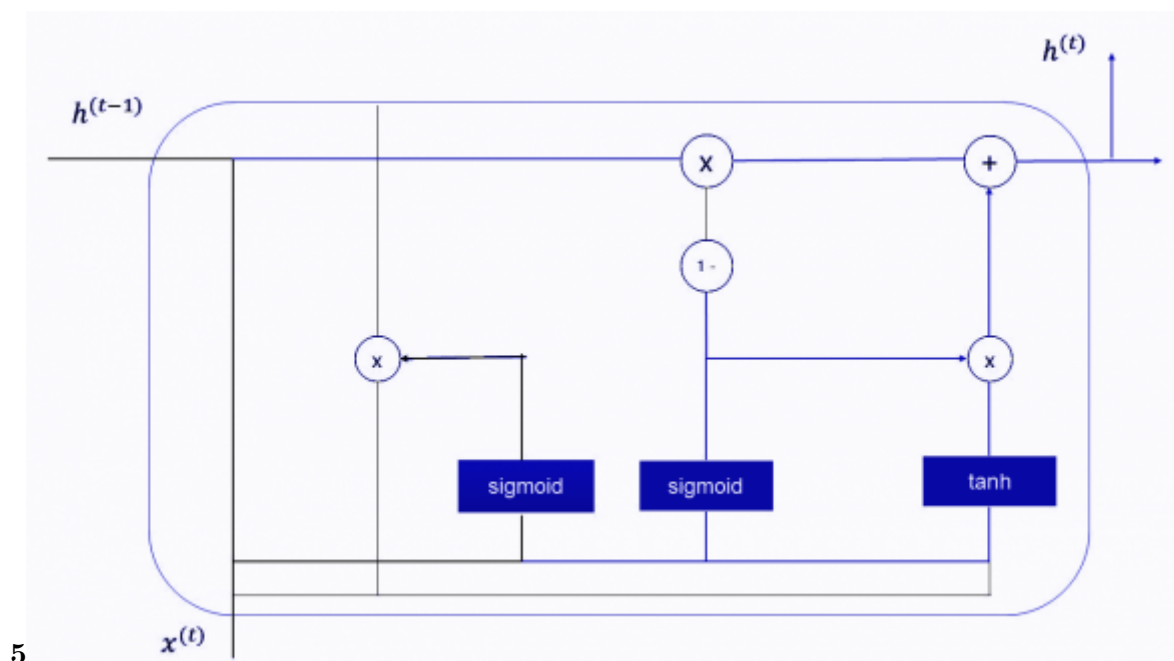 h^{(t)}
h^{(t-1)}
x
+
1 -
x
x
sigmoid
sigmoid
tanh
x^{(t)}
5